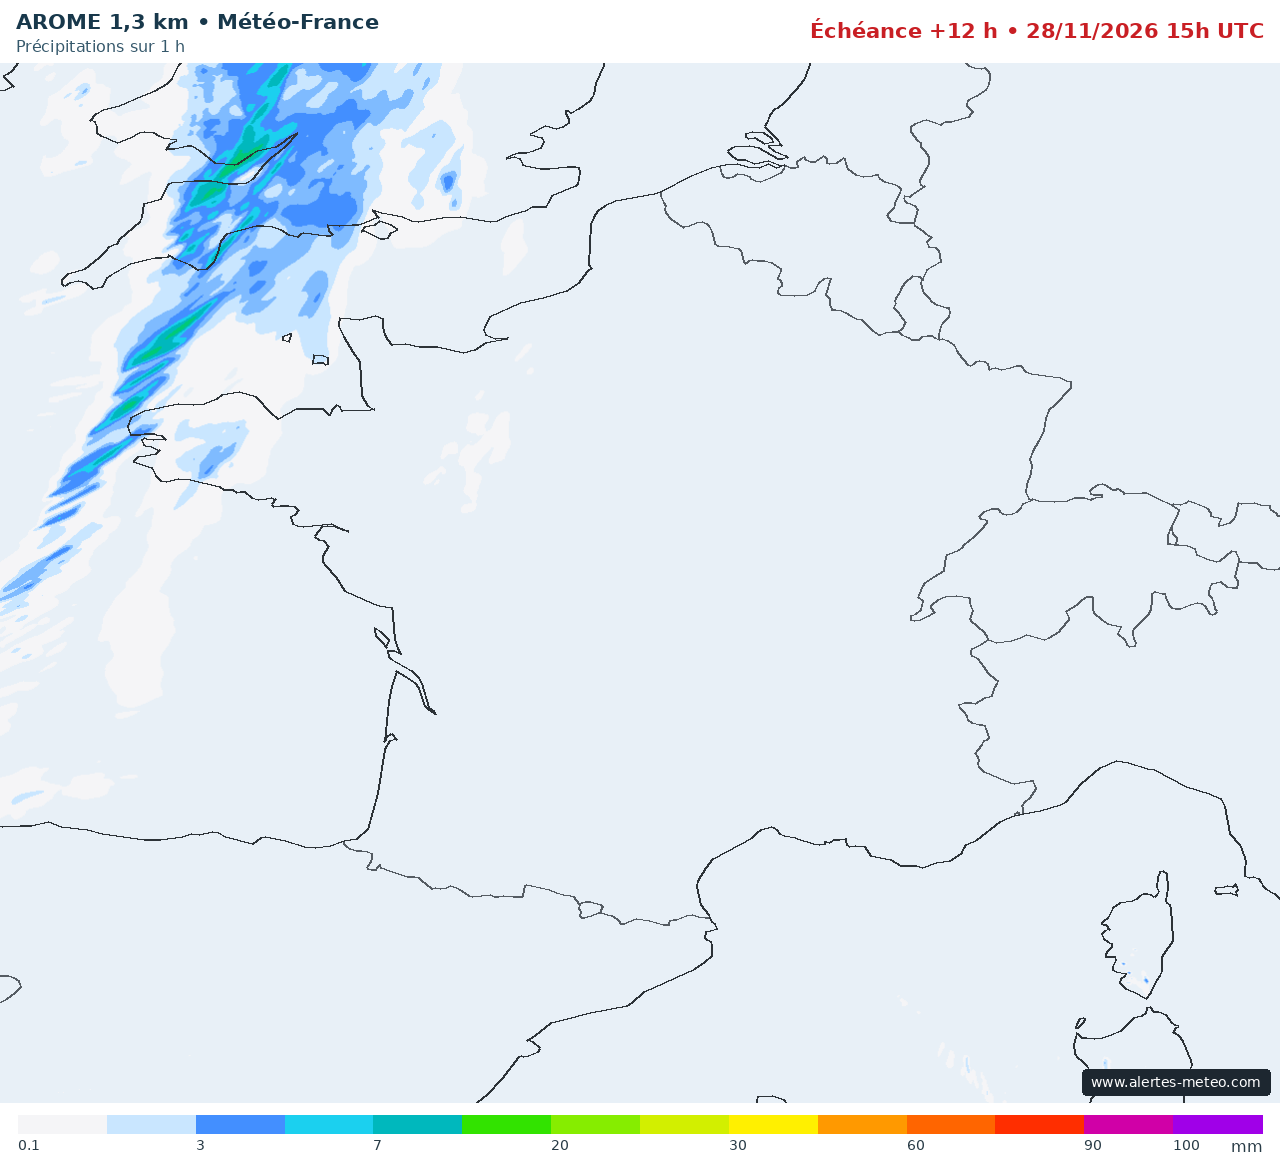 AROME 1,3 km • Météo-France
Précipitations sur 1 h
Échéance +12 h • 28/11/2026 15h UTC
www.alertes-meteo.com
0.1 3 7 20 30 60 90 100 mm